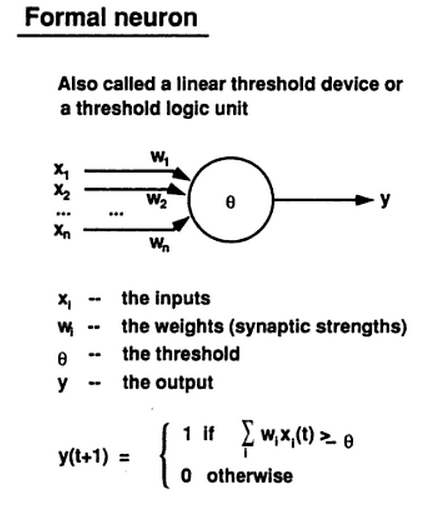 Formal neuron
Also called a linear threshold device or
a threshold logic unit
x₁ w₁
x₂ w₂ θ y
... ...
xₙ wₙ
xᵢ -- the inputs
wᵢ -- the weights (synaptic strengths)
θ -- the threshold
y -- the output
1 if ∑ᵢ wᵢxᵢ(t) ≥ θ
y(t+1) = {
0 otherwise